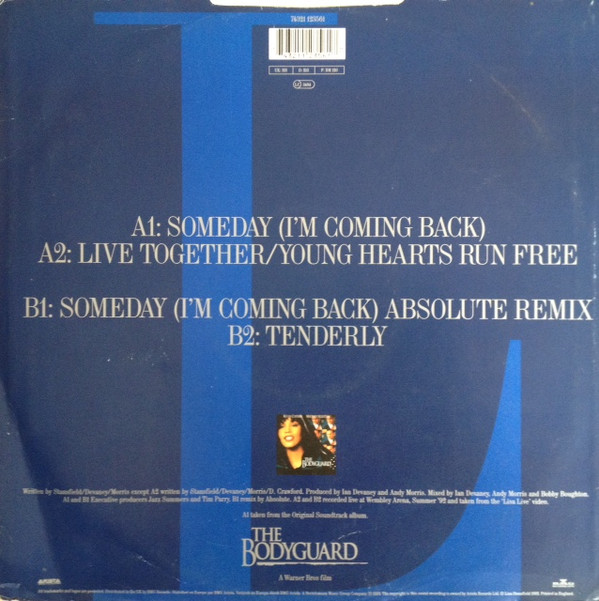 74321 123561
A1: SOMEDAY (I'M COMING BACK)
A2: LIVE TOGETHER/YOUNG HEARTS RUN FREE
B1: SOMEDAY (I'M COMING BACK) ABSOLUTE REMIX
B2: TENDERLY
THE
BODYGUARD
Written by Stansfield/Devaney/Morris except A2 written by Stansfield/Devaney/Morris/D. Crawford. Produced by Ian Devaney and Andy Morris. Mixed by Ian Devaney, Andy Morris and Bobby Boughton.
A1 and B1 Executive producers Jazz Summers and Tim Parry. B1 remix by Absolute. A2 and B2 recorded live at Wembley Arena, Summer '92 and taken from the 'Lisa Live' video.
A1 taken from the Original Soundtrack album.
THE
BODYGUARD
A Warner Bros film
ARISTA
BMG